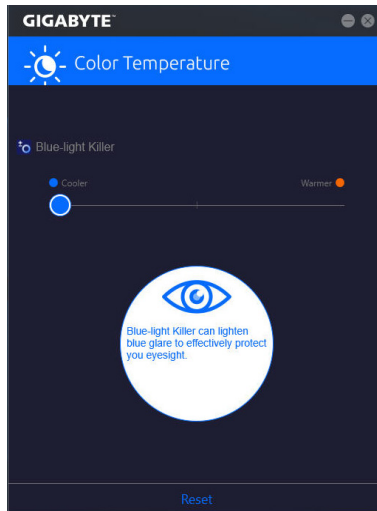 GIGABYTE™
Color Temperature
Blue-light Killer
Cooler Warmer
Blue-light Killer can lighten
blue glare to effectively protect
you eyesight.
Reset